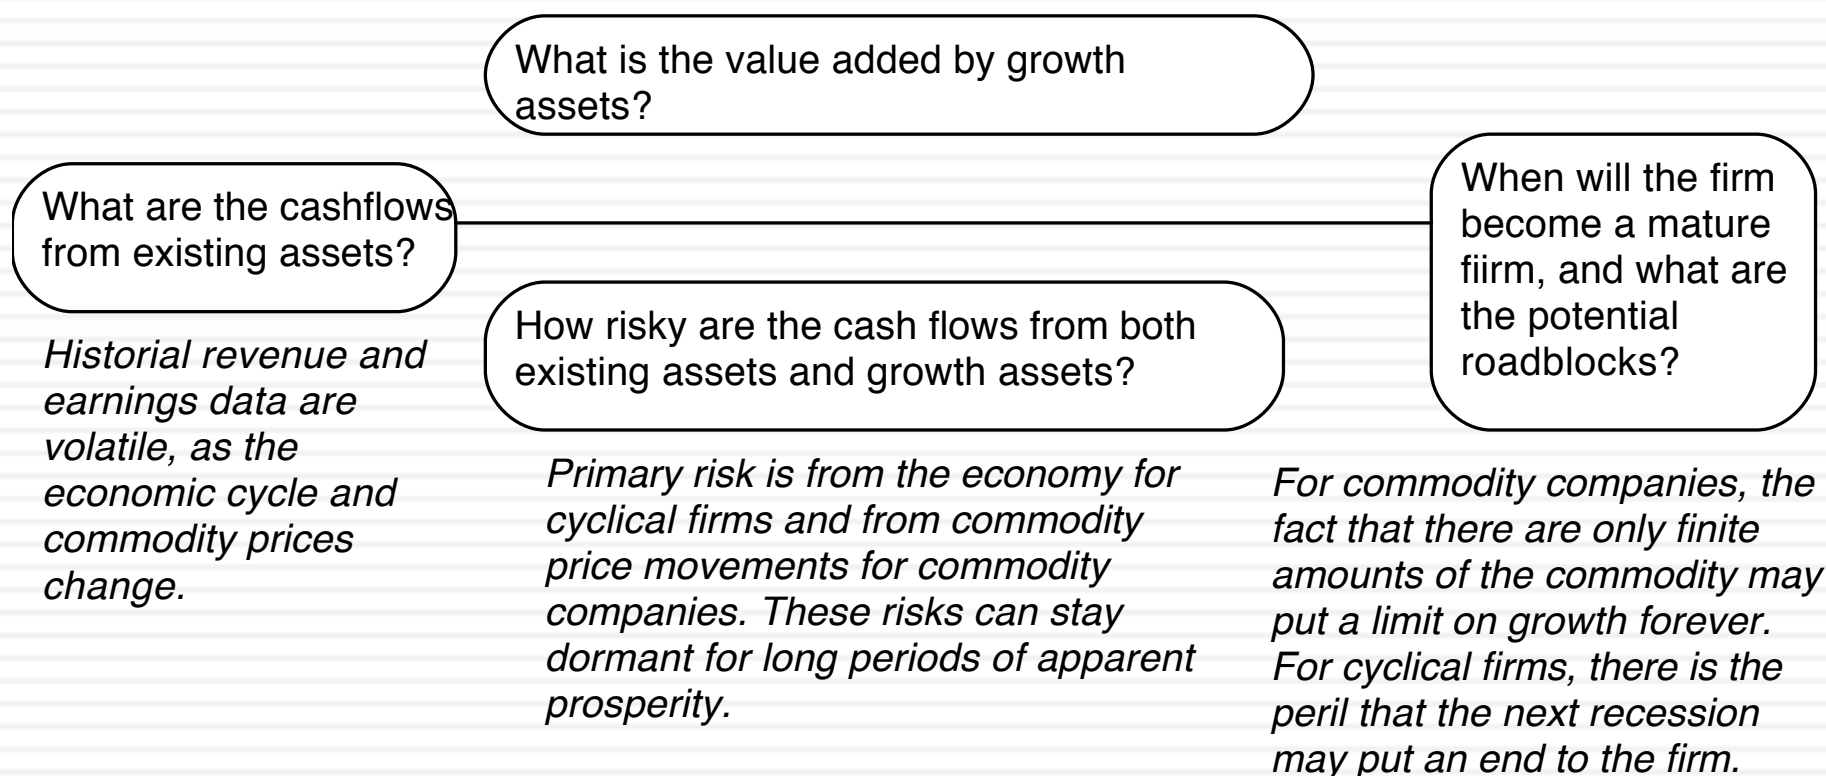 What is the value added by growth
assets?
What are the cashflows
from existing assets?
Historial revenue and
earnings data are
volatile, as the
economic cycle and
commodity prices
change.
How risky are the cash flows from both
existing assets and growth assets?
Primary risk is from the economy for
cyclical firms and from commodity
price movements for commodity
companies. These risks can stay
dormant for long periods of apparent
prosperity.
When will the firm
become a mature
fiirm, and what are
the potential
roadblocks?
For commodity companies, the
fact that there are only finite
amounts of the commodity may
put a limit on growth forever.
For cyclical firms, there is the
peril that the next recession
may put an end to the firm.